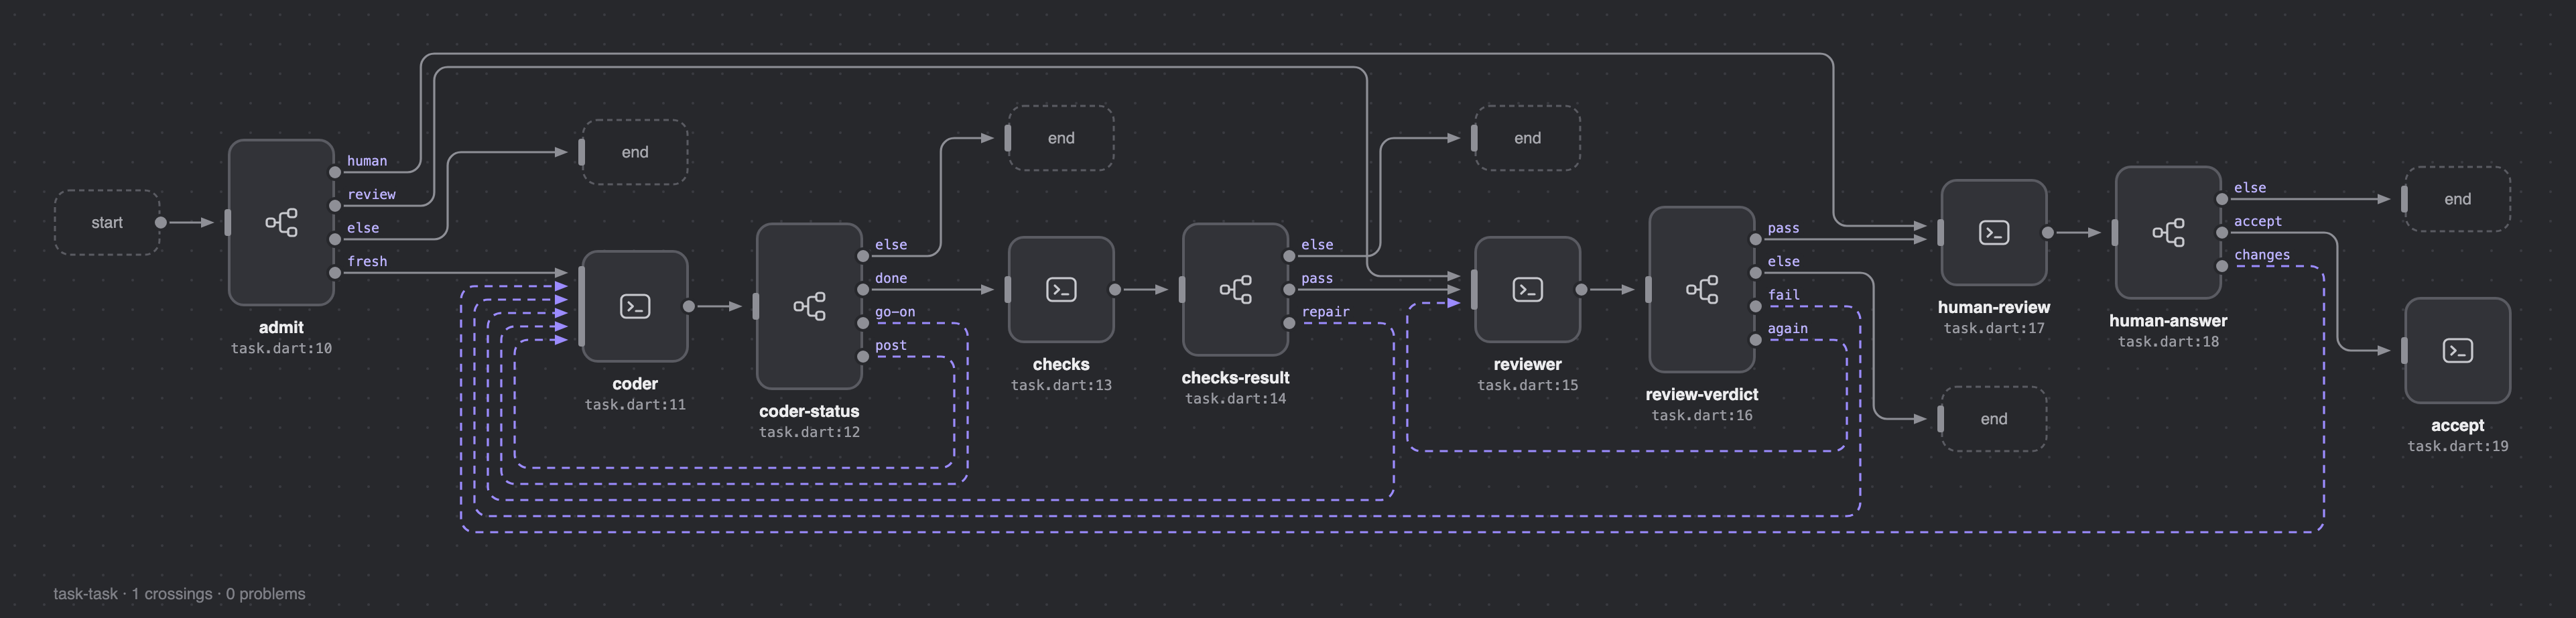 start
admit
task.dart:10
human
review
else
fresh
end
coder
task.dart:11
coder-status
task.dart:12
else
done
go-on
post
end
checks
task.dart:13
checks-result
task.dart:14
else
pass
repair
end
reviewer
task.dart:15
review-verdict
task.dart:16
pass
else
fail
again
end
human-review
task.dart:17
human-answer
task.dart:18
else
accept
changes
end
accept
task.dart:19
task-task · 1 crossings · 0 problems